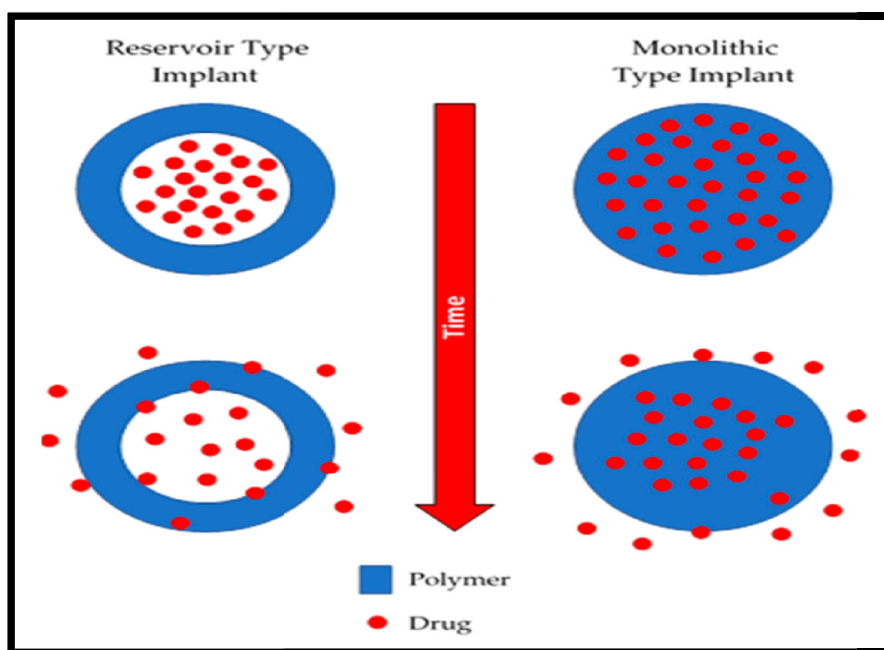 Reservoir Type
Implant
Monolithic
Type Implant
Time
Polymer
Drug